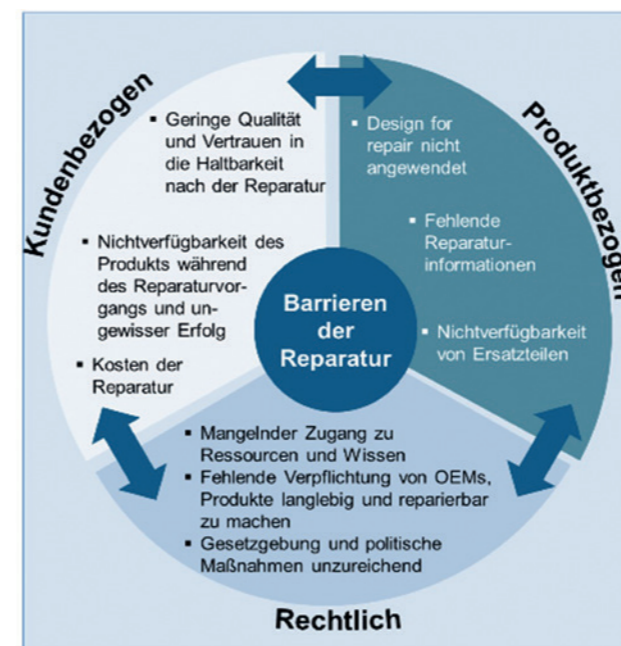 Kundenbezogen
▪ Geringe Qualität
und Vertrauen in
die Haltbarkeit
nach der Reparatur
▪ Nichtverfügbarkeit des
Produkts während
des Reparaturvor-
gangs und un-
gewisser Erfolg
▪ Kosten der
Reparatur
Produktbezogen
▪ Design for
repair nicht
angewendet
▪ Fehlende
Reparatur-
informationen
▪ Nichtverfügbarkeit
von Ersatzteilen
Barrieren
der
Reparatur
▪ Mangelnder Zugang zu
Ressourcen und Wissen
▪ Fehlende Verpflichtung von OEMs,
Produkte langlebig und reparierbar
zu machen
▪ Gesetzgebung und politische
Maßnahmen unzureichend
Rechtlich